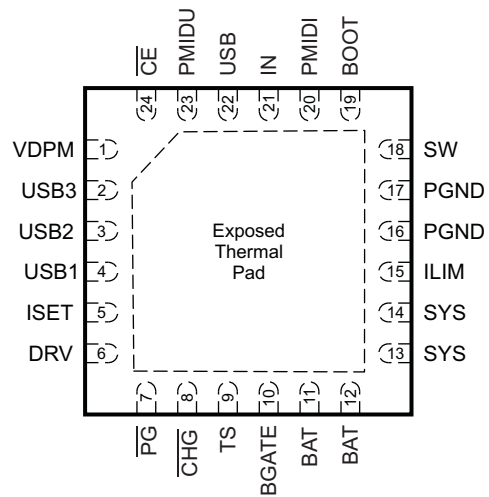 CE
PMIDU
USB
IN
PMIDI
BOOT
24
23
22
21
20
19
VDPM 1
USB3 2
USB2 3
USB1 4
ISET 5
DRV 6
Exposed
Thermal
Pad
18 SW
17 PGND
16 PGND
15 ILIM
14 SYS
13 SYS
7
8
9
10
11
12
PG
CHG
TS
BGATE
BAT
BAT